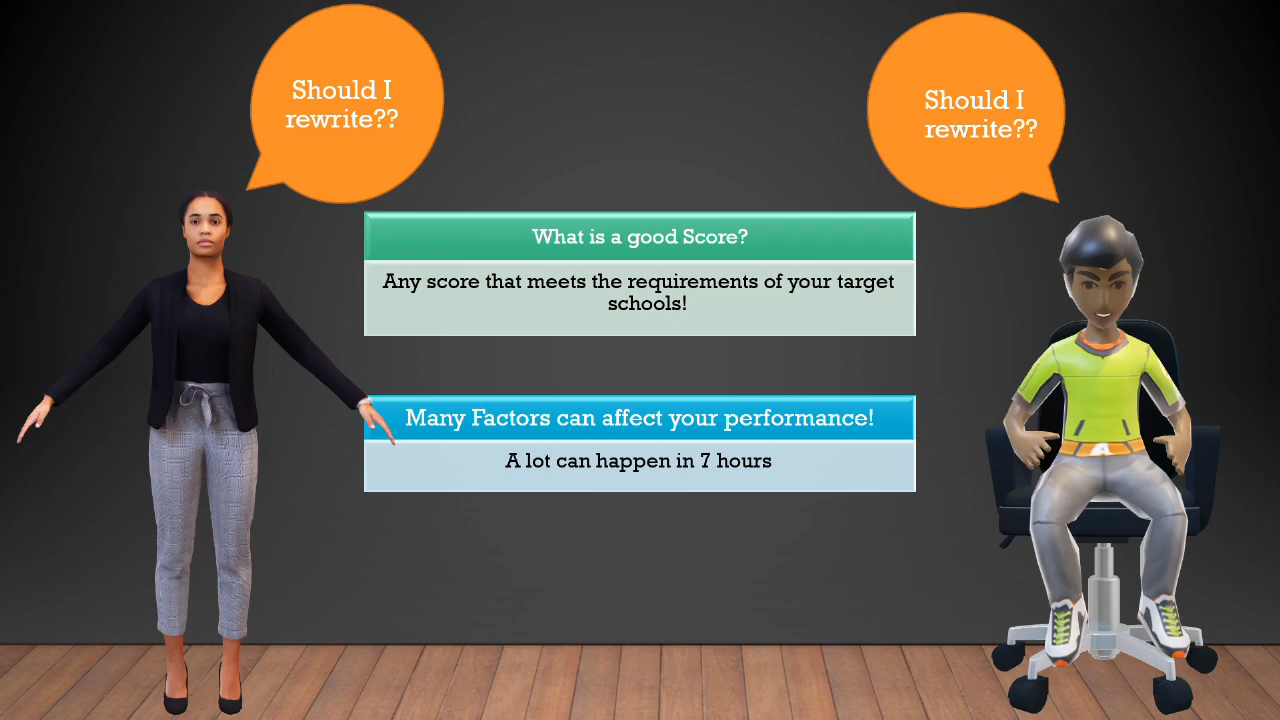 Should I
rewrite??
Should I
rewrite??
What is a good Score?
Any score that meets the requirements of your target
schools!
Many Factors can affect your performance!
A lot can happen in 7 hours